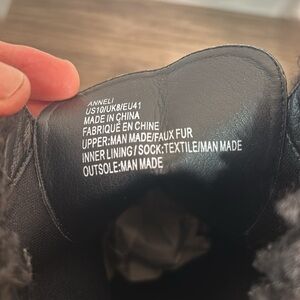 ANNELI
US10/UK8/EU41
MADE IN CHINA
FABRIQUÉ EN CHINE
UPPER:MAN MADE/FAUX FUR
INNER LINING / SOCK:TEXTILE/MAN MADE
OUTSOLE:MAN MADE